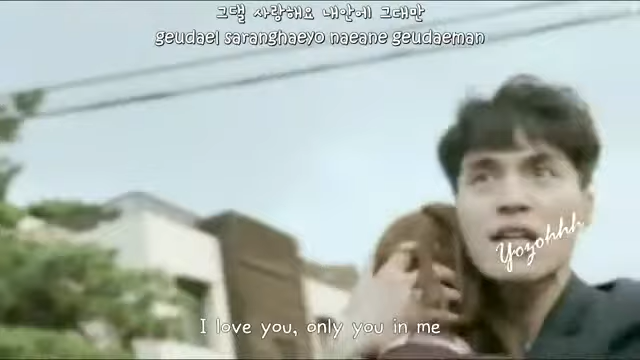 그댈 사랑해요 내안에 그대만
geudael saranghaeyo naeane geudaeman
Yozohhh
I love you, only you in me